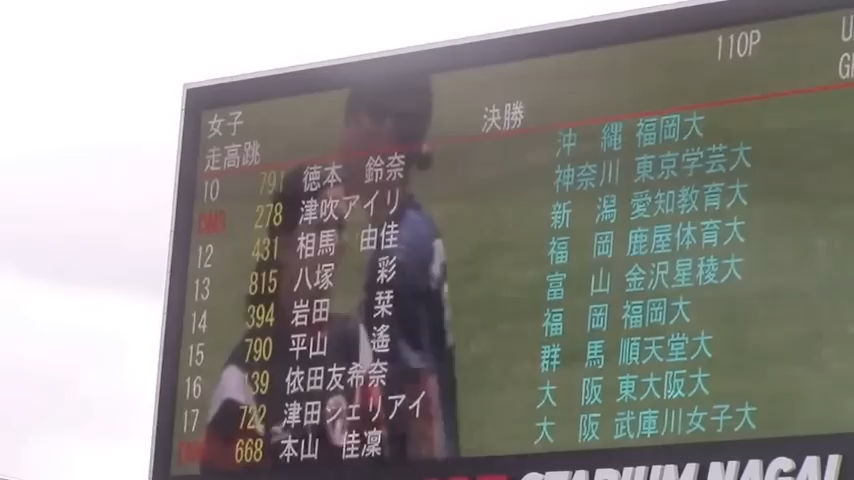 110P
女子 決勝
走高跳
10 791 徳本 鈴奈 沖縄 福岡大
278 津吹アイリ 神奈川 東京学芸大
12 431 相馬 由佳 新潟 愛知教育大
13 815 八塚 彩 福岡 鹿屋体育大
14 394 岩田 栞 富山 金沢星稜大
15 790 平山 遙 福岡 福岡大
16 139 依田友希奈 群馬 順天堂大
17 722 津田シェリアイ 大阪 東大阪大
668 本山 佳凜 大阪 武庫川女子大
STADIUM NAGAI